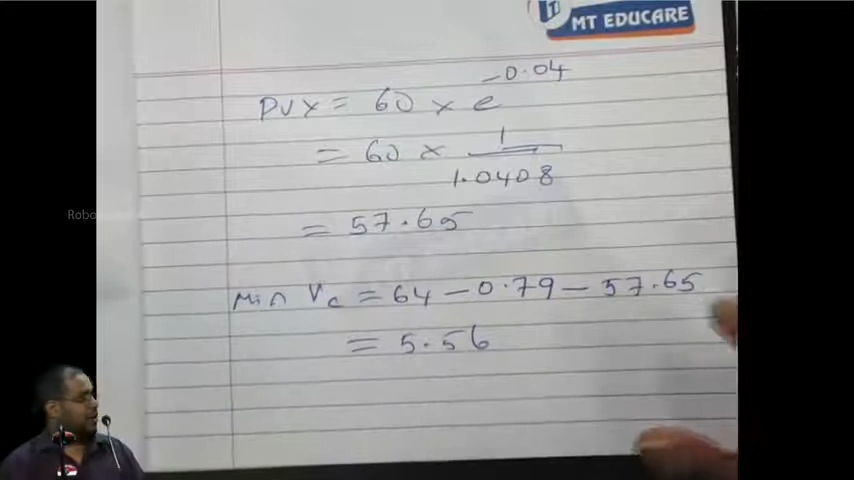 MT EDUCARE
PVX = 60 x e^-0.04
= 60 x 1/1.0408
= 57.65
Robo
Min Vc = 64 - 0.79 - 57.65
= 5.56